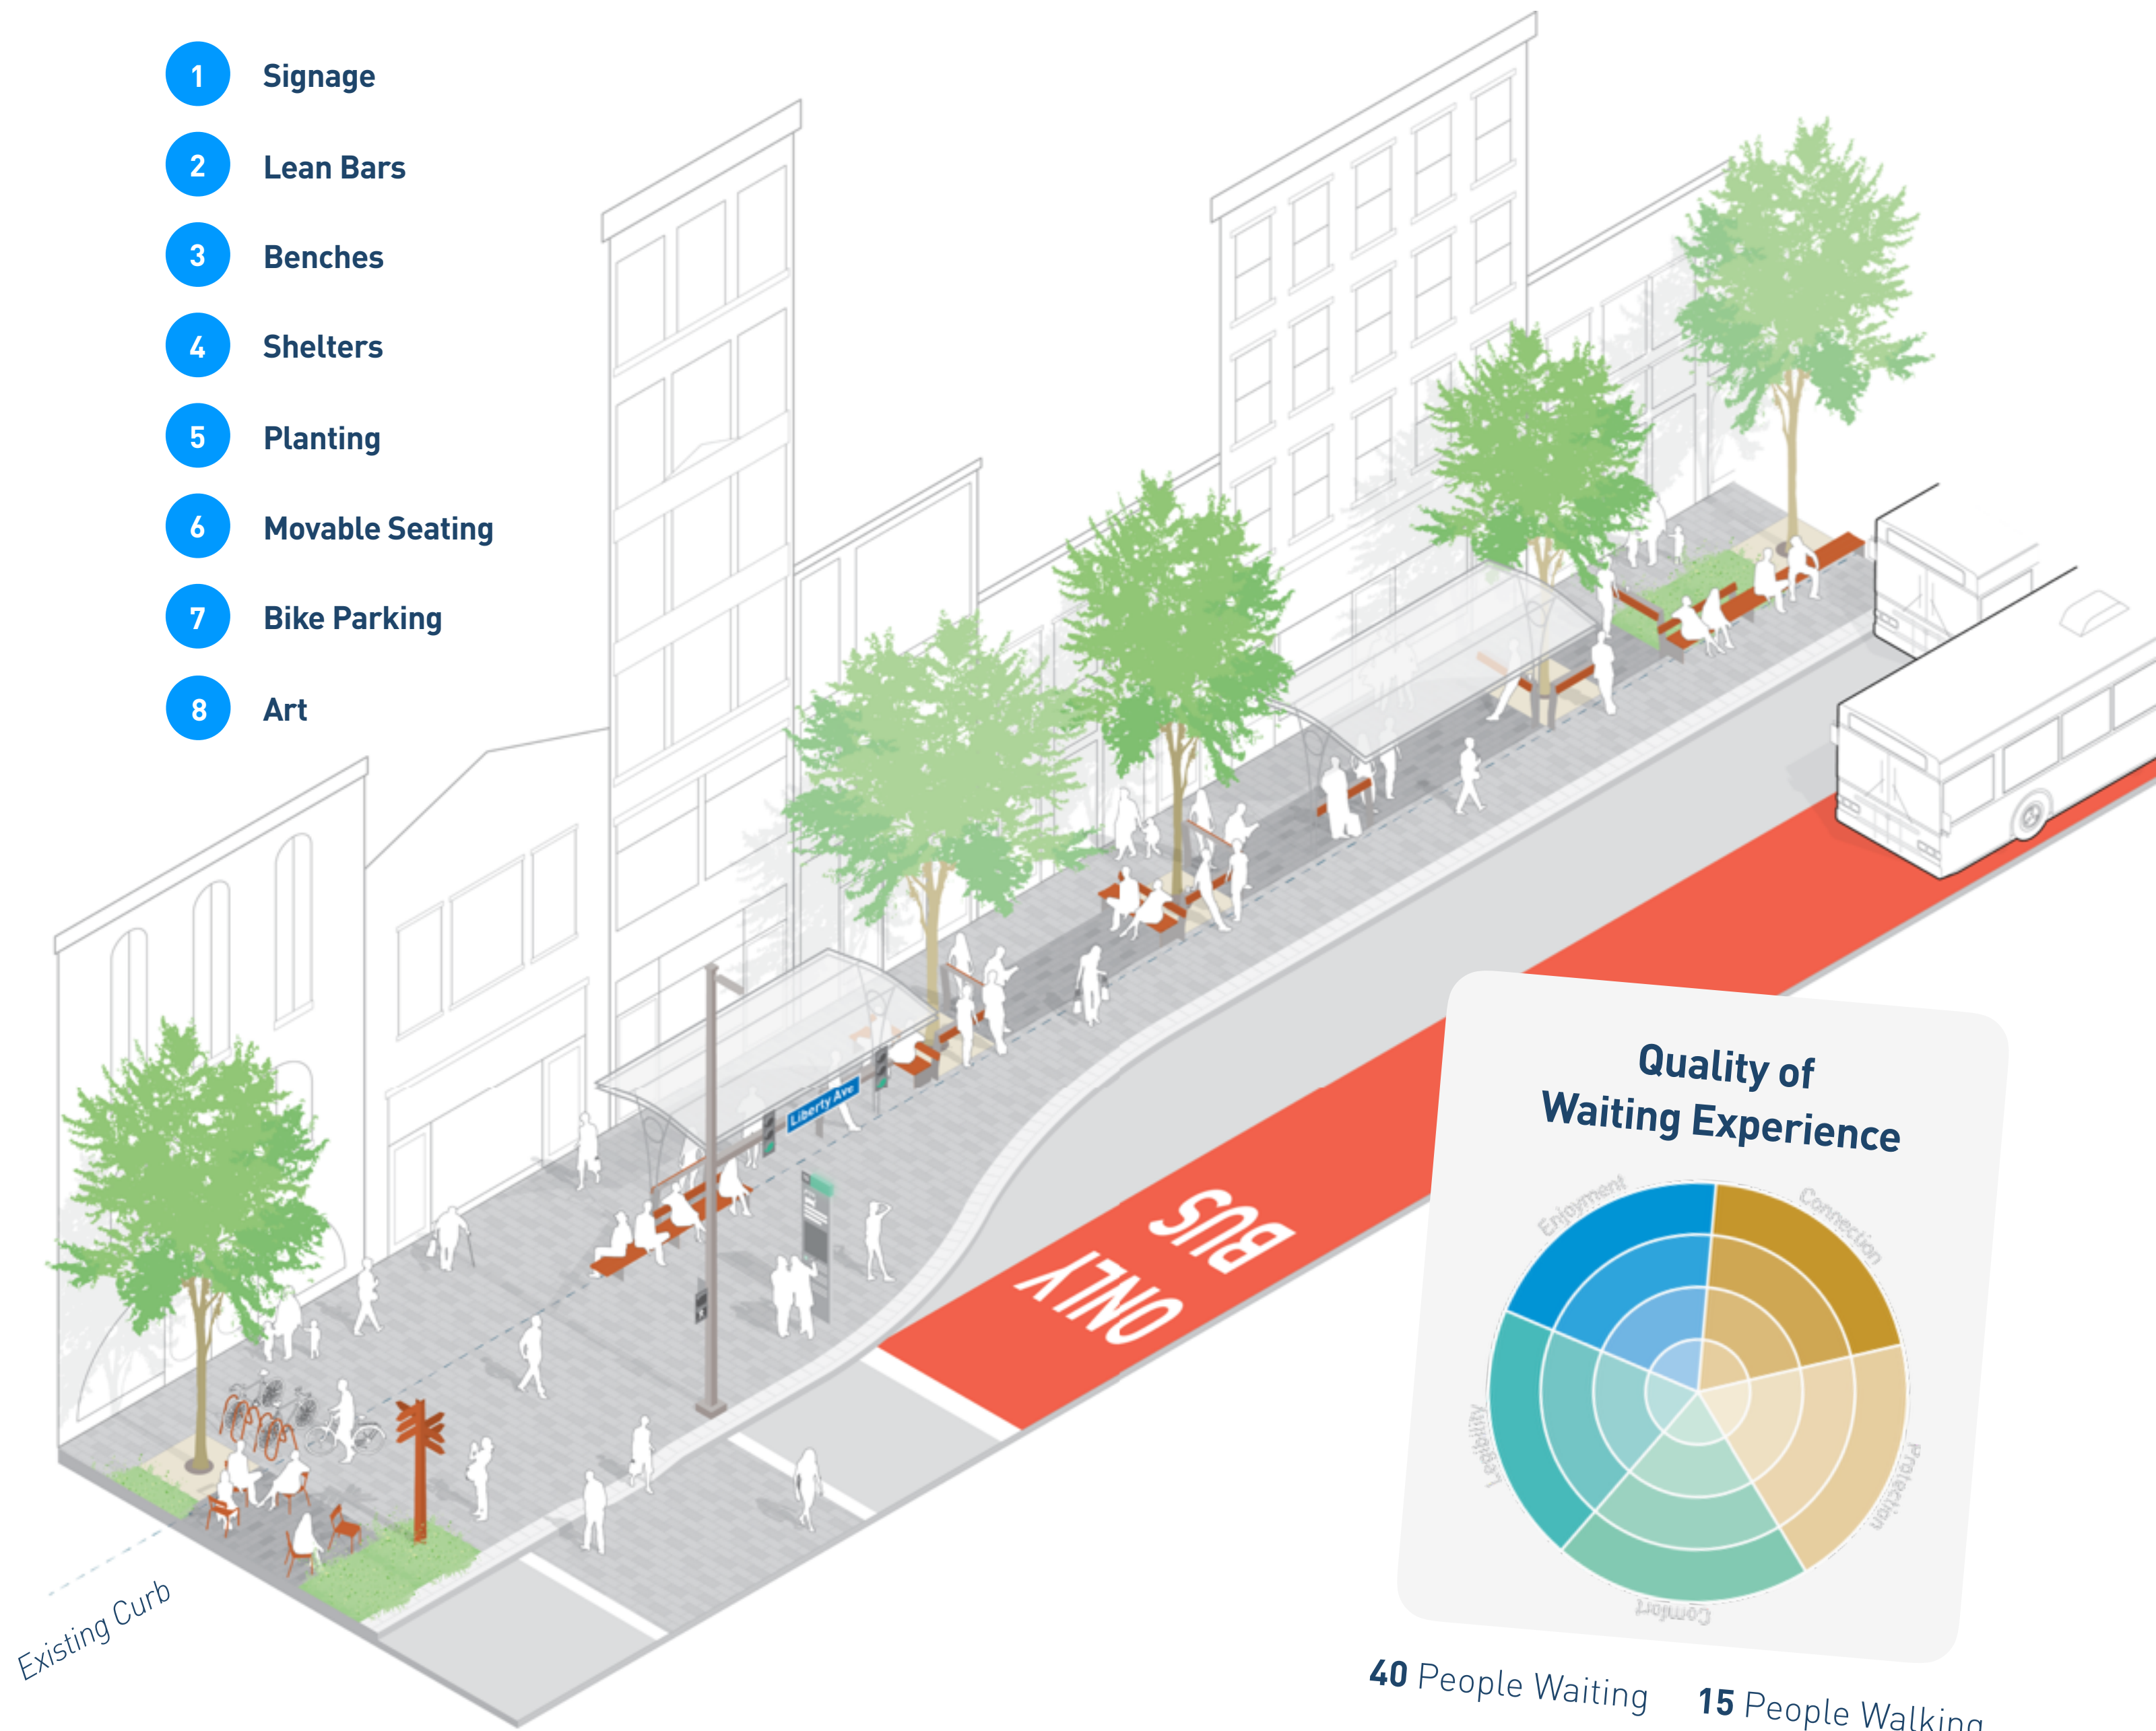 1 Signage
2 Lean Bars
3 Benches
4 Shelters
5 Planting
6 Movable Seating
7 Bike Parking
8 Art
Liberty Ave
BUS
ONLY
Existing Curb
Quality of
Waiting Experience
Enjoyment
Connection
Legibility
Protection
Comfort
40 People Waiting 15 People Walking